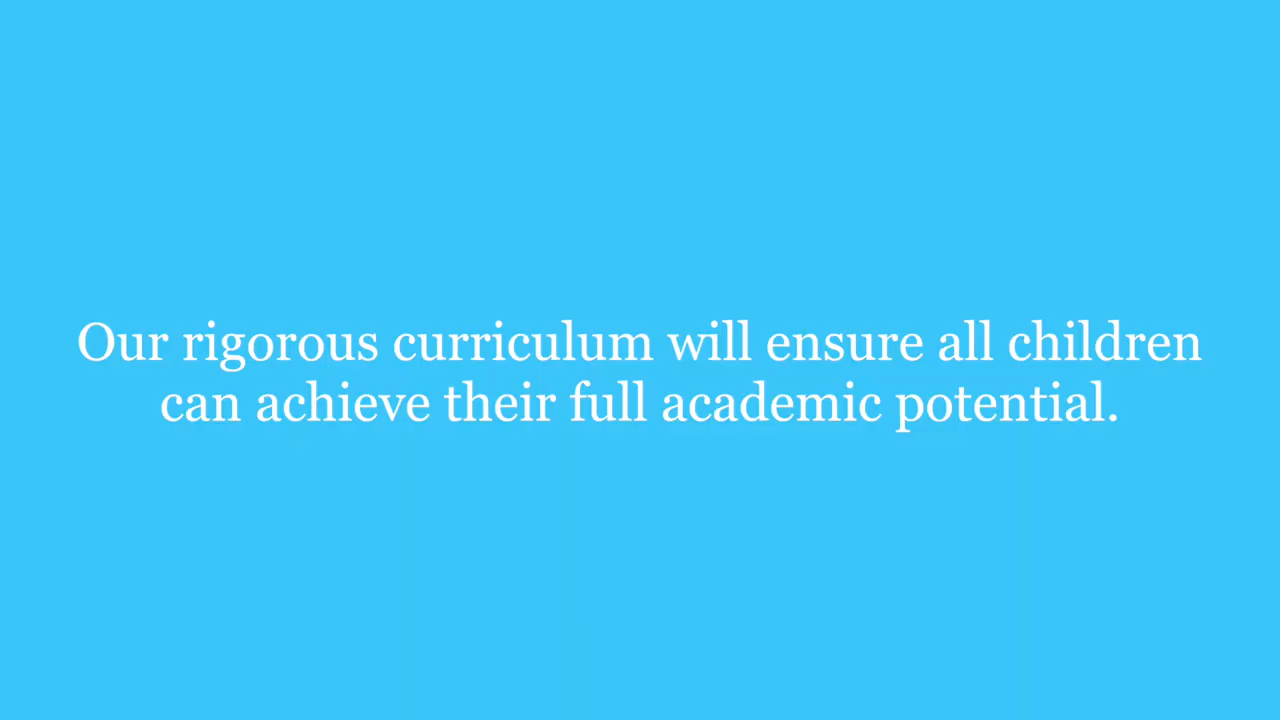 Our rigorous curriculum will ensure all children
can achieve their full academic potential.